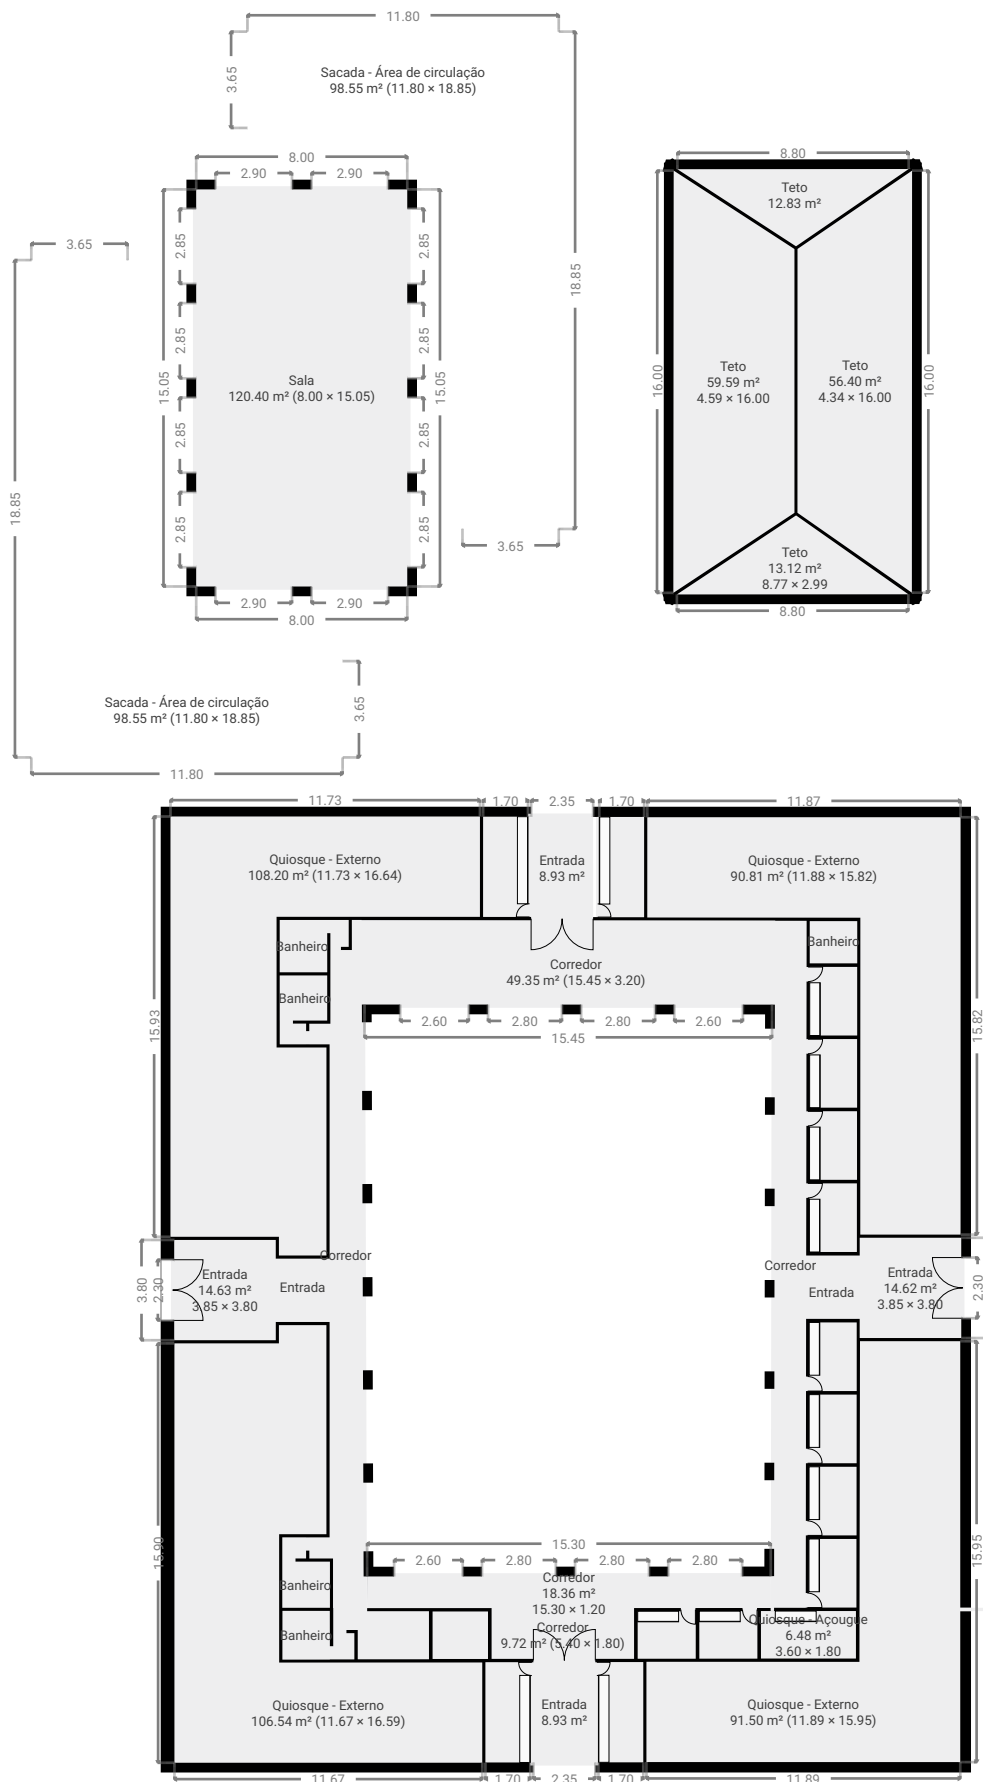 11.80
3.65
Sacada - Área de circulação
98.55 m² (11.80 × 18.85)
18.85
3.65
3.65
18.85
8.00
2.90
2.90
15.05
2.85
2.85
2.85
2.85
Sala
120.40 m² (8.00 × 15.05)
2.85
2.85
2.85
2.85
15.05
2.90
2.90
8.00
8.80
Teto
12.83 m²
16.00
Teto
59.59 m²
4.59 × 16.00
Teto
56.40 m²
4.34 × 16.00
16.00
Teto
13.12 m²
8.77 × 2.99
8.80
Sacada - Área de circulação
98.55 m² (11.80 × 18.85)
3.65
11.80
11.73
1.70
2.35
1.70
11.87
Quiosque - Externo
108.20 m² (11.73 × 16.64)
Entrada
8.93 m²
Quiosque - Externo
90.81 m² (11.88 × 15.82)
Banheiro
Banheiro
Corredor
49.35 m² (15.45 × 3.20)
Banheiro
15.93
15.82
2.60
2.80
2.80
2.60
15.45
Corredor
Corredor
3.80
2.30
Entrada
14.63 m²
3.85 × 3.80
Entrada
Entrada
Entrada
14.62 m²
3.85 × 3.80
2.30
15.90
15.95
15.30
2.60
2.80
2.80
2.80
Corredor
18.36 m²
15.30 × 1.20
Corredor
9.72 m² (5.40 × 1.80)
Banheiro
Banheiro
Quiosque - Açougue
6.48 m²
3.60 × 1.80
Quiosque - Externo
106.54 m² (11.67 × 16.59)
Entrada
8.93 m²
Quiosque - Externo
91.50 m² (11.89 × 15.95)
11.67
1.70
2.35
1.70
11.89